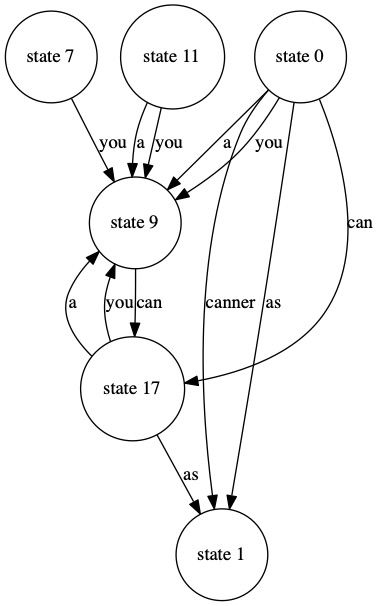 state 7
state 11
state 0
you
a
you
a
you
state 9
can
a
you
can
canner
as
state 17
as
state 1